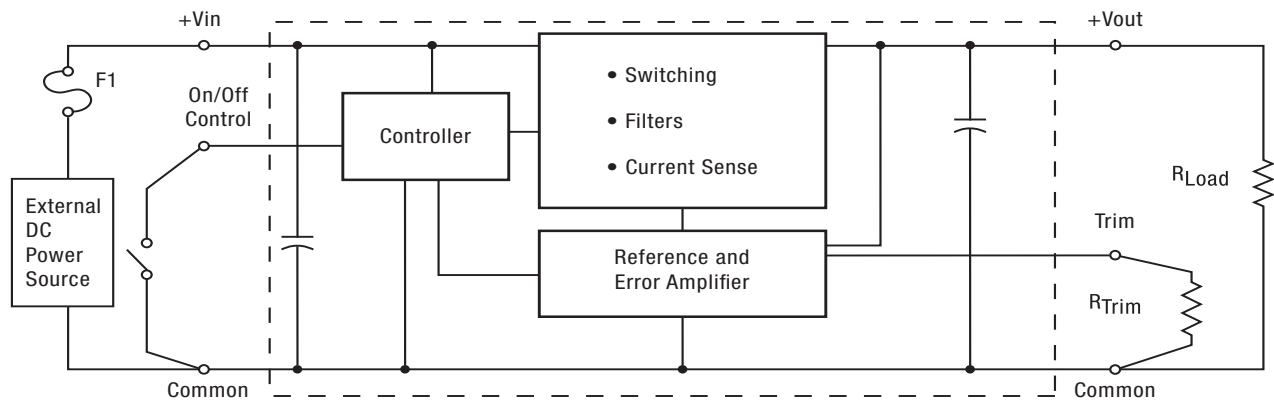 +Vin
+Vout
F1
On/Off
Control
Controller
• Switching
• Filters
• Current Sense
RLoad
External
DC
Power
Source
Reference and
Error Amplifier
Trim
RTrim
Common
Common